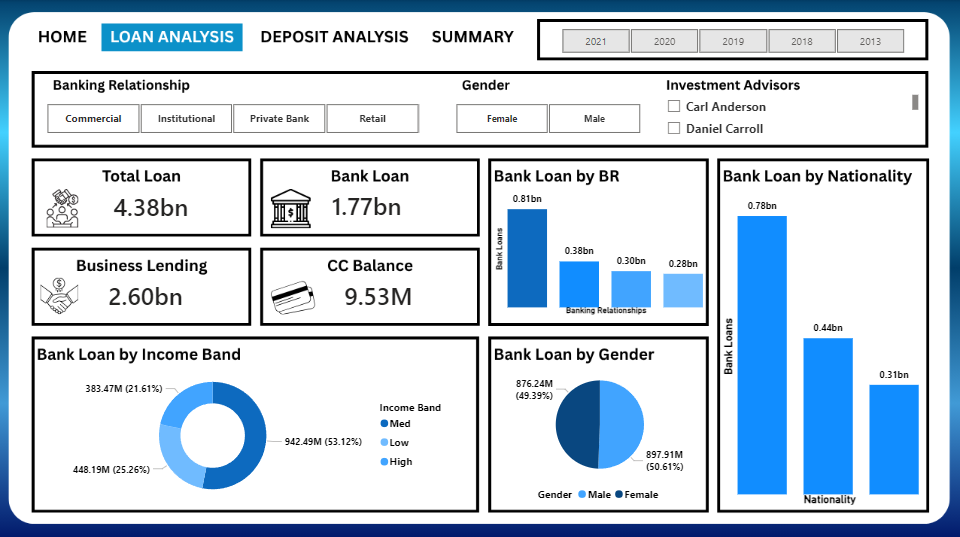 HOME LOAN ANALYSIS DEPOSIT ANALYSIS SUMMARY
2021 2020 2019 2018 2013
Banking Relationship
Commercial Institutional Private Bank Retail
Gender
Female Male
Investment Advisors
Carl Anderson
Daniel Carroll
Total Loan
4.38bn
Bank Loan
1.77bn
Business Lending
2.60bn
CC Balance
9.53M
Bank Loan by BR
Bank Loans
0.81bn
0.38bn
0.30bn
0.28bn
Banking Relationships
Bank Loan by Nationality
Bank Loans
0.78bn
0.44bn
0.31bn
Nationality
Bank Loan by Income Band
383.47M (21.61%)
942.49M (53.12%)
448.19M (25.26%)
Income Band
Med
Low
High
Bank Loan by Gender
876.24M
(49.39%)
897.91M
(50.61%)
Gender Male Female